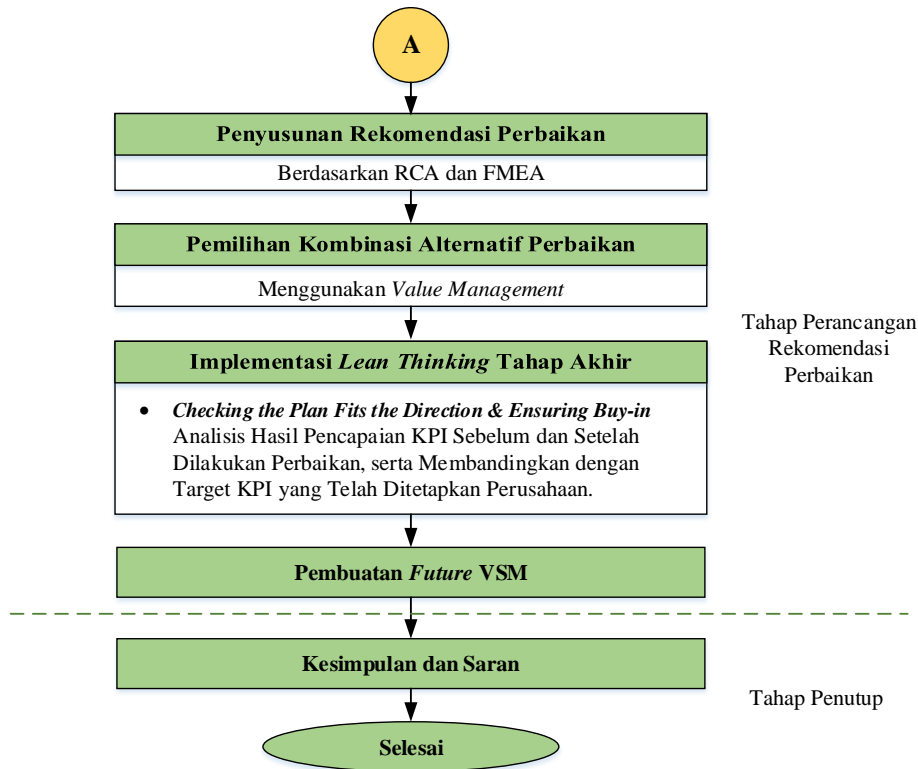 A
Penyusunan Rekomendasi Perbaikan
Berdasarkan RCA dan FMEA
Pemilihan Kombinasi Alternatif Perbaikan
Menggunakan Value Management
Implementasi Lean Thinking Tahap Akhir
• Checking the Plan Fits the Direction & Ensuring Buy-in
Analisis Hasil Pencapaian KPI Sebelum dan Setelah
Dilakukan Perbaikan, serta Membandingkan dengan
Target KPI yang Telah Ditetapkan Perusahaan.
Pembuatan Future VSM
Tahap Perancangan
Rekomendasi
Perbaikan
Kesimpulan dan Saran
Selesai
Tahap Penutup